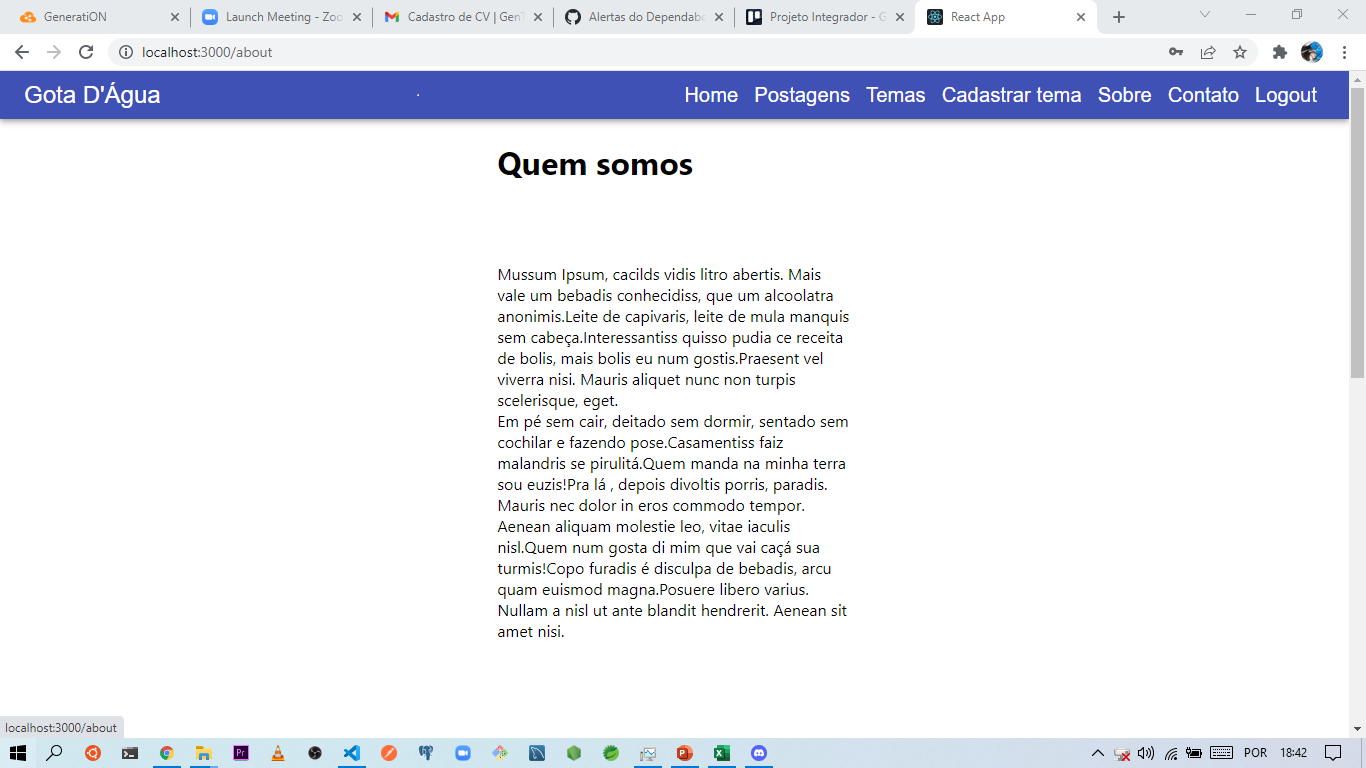 GeneratiON
Launch Meeting - Zoo
Cadastro de CV | GenT
Alertas do Dependabo
Projeto Integrador - G
React App
localhost:3000/about
Gota D'Água
Home Postagens Temas Cadastrar tema Sobre Contato Logout
Quem somos
Mussum Ipsum, cacilds vidis litro abertis. Mais
vale um bebadis conhecidiss, que um alcoolatra
anonimis.Leite de capivaris, leite de mula manquis
sem cabeça.Interessantiss quisso pudia ce receita
de bolis, mais bolis eu num gostis.Praesent vel
viverra nisi. Mauris aliquet nunc non turpis
scelerisque, eget.
Em pé sem cair, deitado sem dormir, sentado sem
cochilar e fazendo pose.Casamentiss faiz
malandris se pirulitá.Quem manda na minha terra
sou euzis!Pra lá , depois divoltis porris, paradis.
Mauris nec dolor in eros commodo tempor.
Aenean aliquam molestie leo, vitae iaculis
nisl.Quem num gosta di mim que vai caçá sua
turmis!Copo furadis é disculpa de bebadis, arcu
quam euismod magna.Posuere libero varius.
Nullam a nisl ut ante blandit hendrerit. Aenean sit
amet nisi.
localhost:3000/about
Pr
POR
18:42